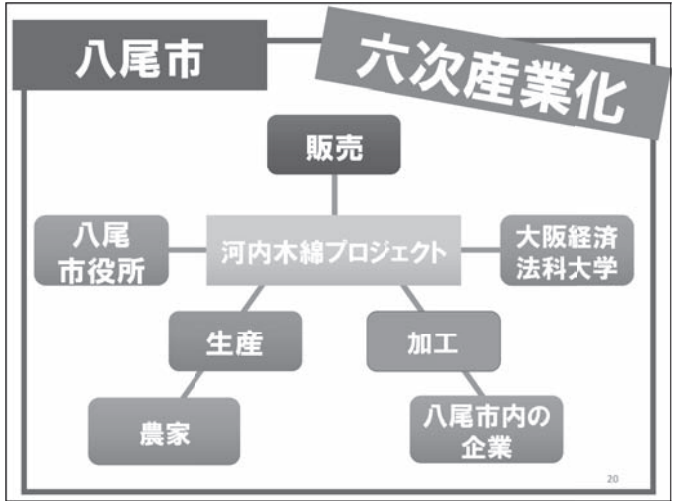 八尾市
六次産業化
販売
八尾
市役所
河内木綿プロジェクト
大阪経済
法科大学
生産
加工
農家
八尾市内の
企業
20